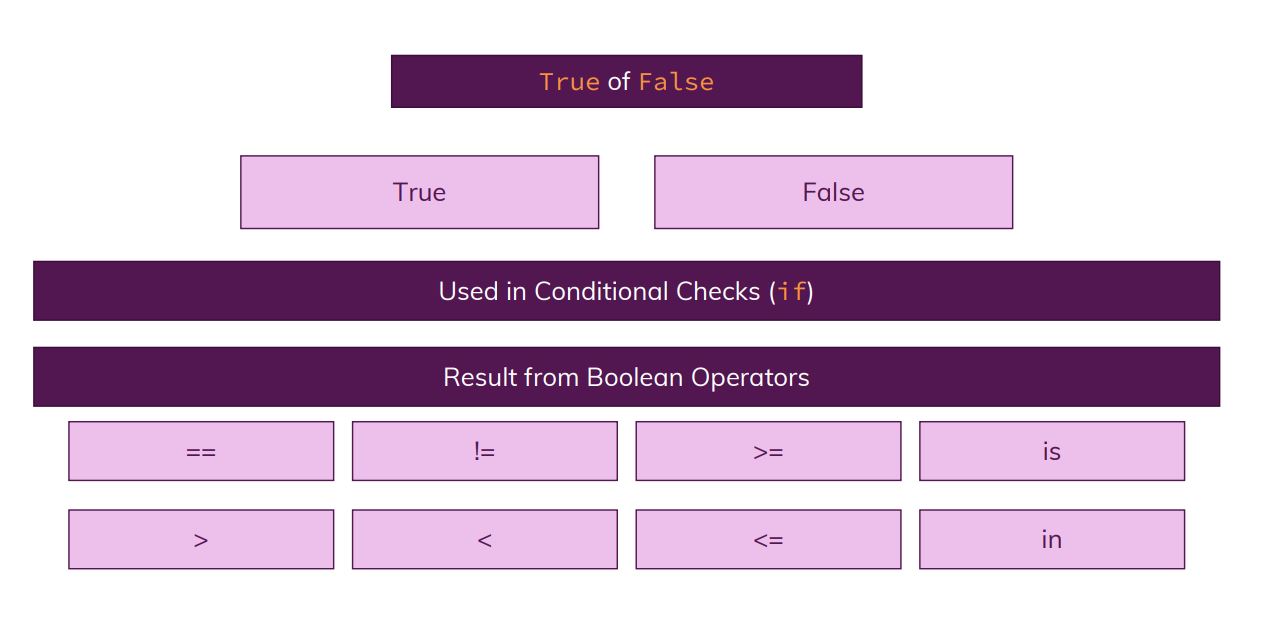 True of False
True False
Used in Conditional Checks (if)
Result from Boolean Operators
== != >= is
> < <= in